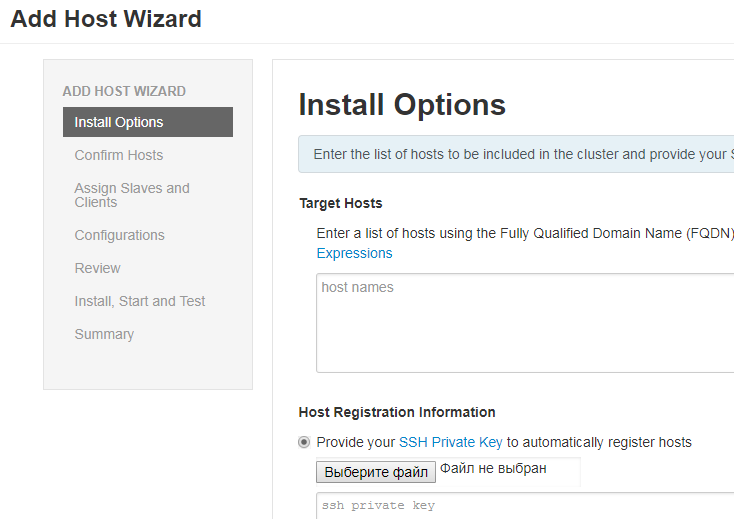 Add Host Wizard
ADD HOST WIZARD
Install Options
Confirm Hosts
Assign Slaves and
Clients
Configurations
Review
Install, Start and Test
Summary
Install Options
Enter the list of hosts to be included in the cluster and provide your
Target Hosts
Enter a list of hosts using the Fully Qualified Domain Name (FQDN)
Expressions
host names
Host Registration Information
Provide your SSH Private Key to automatically register hosts
Выберите файл Файл не выбран
ssh private key